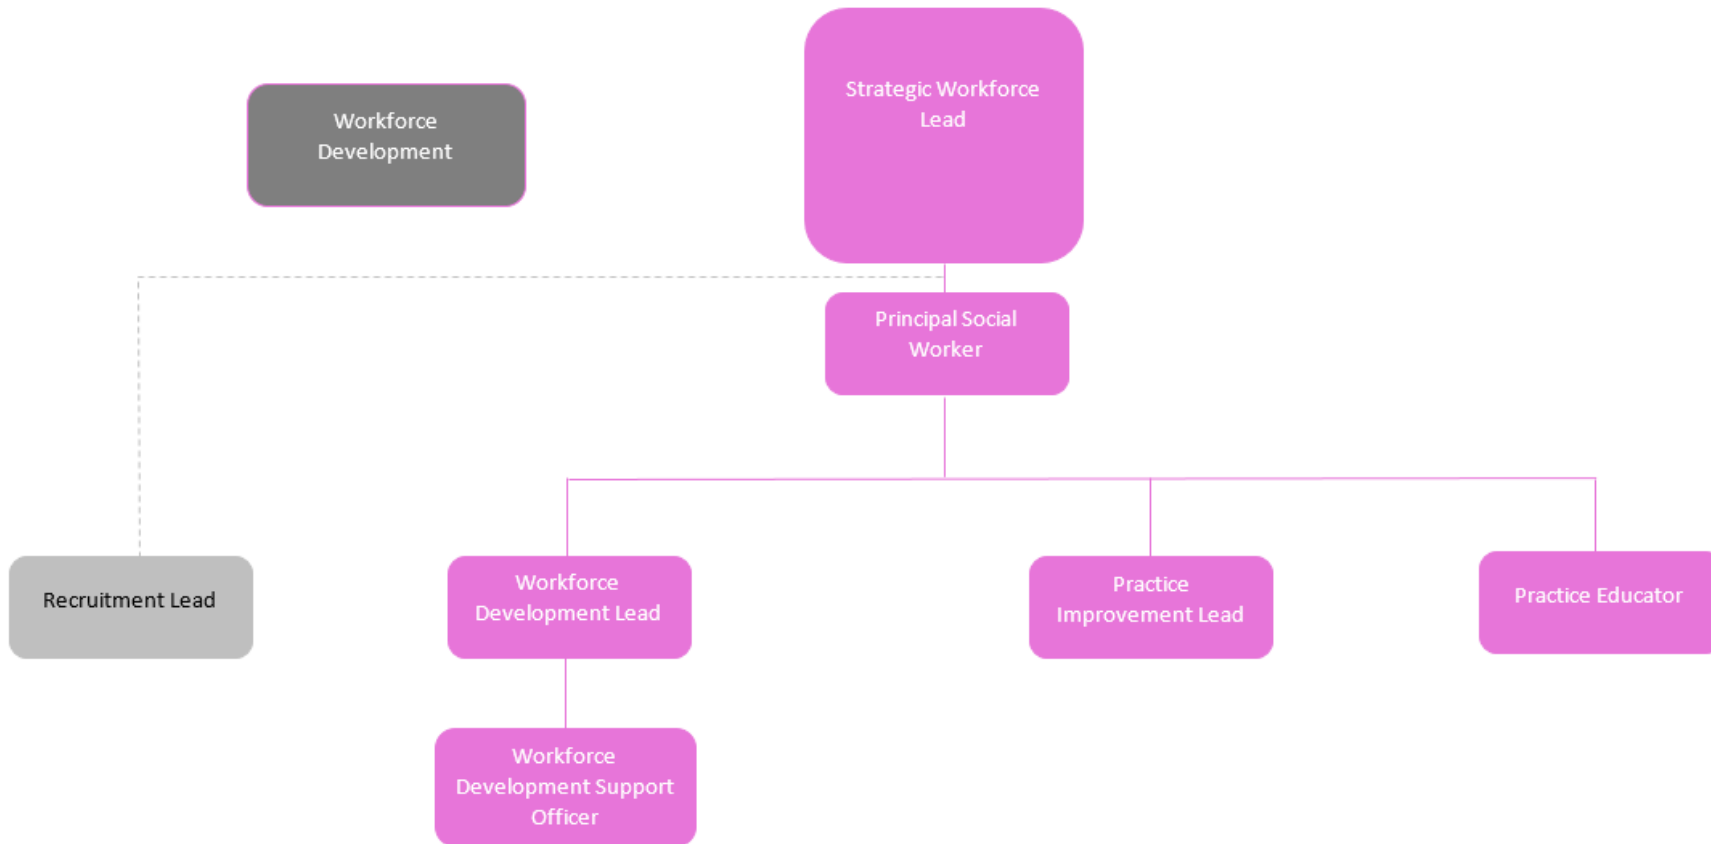 Strategic Workforce
Lead
Workforce
Development
Principal Social
Worker
Recruitment Lead
Workforce
Development Lead
Practice
Improvement Lead
Practice Educator
Workforce
Development Support
Officer